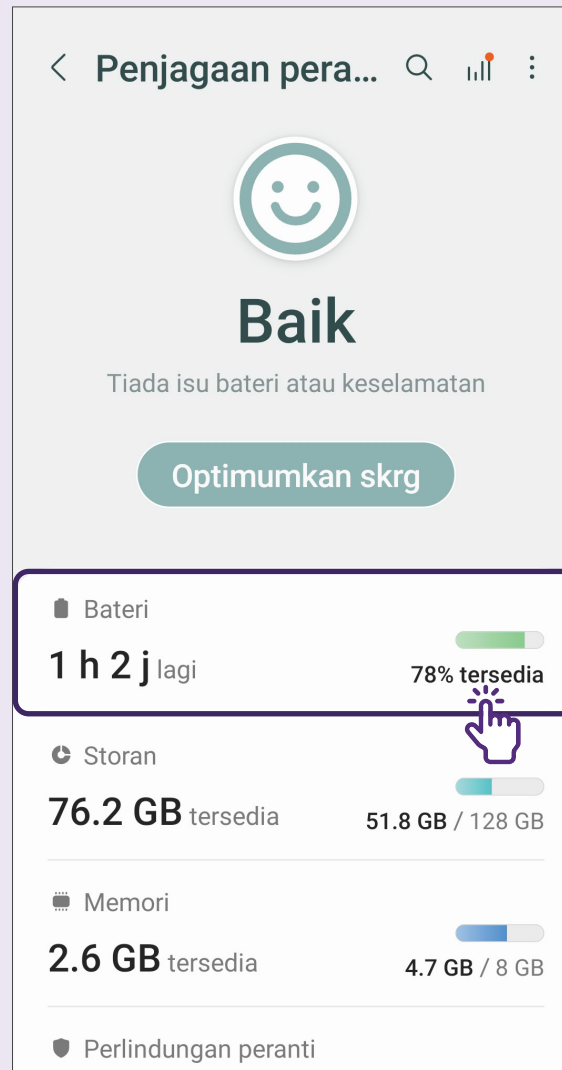 Penjagaan pera...
Baik
Tiada isu bateri atau keselamatan
Optimumkan skrg
Bateri
1 h 2 j lagi
78% tersedia
Storan
76.2 GB tersedia
51.8 GB / 128 GB
Memori
2.6 GB tersedia
4.7 GB / 8 GB
Perlindungan peranti